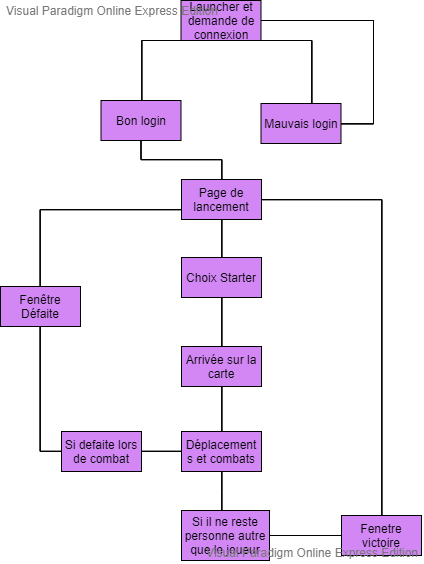 Visual Paradigm Online Express Edition
Launcher et
demande de
connexion
Bon login
Mauvais login
Page de
lancement
Choix Starter
Fenêtre
Défaite
Arrivée sur la
carte
Si defaite lors
de combat
Déplacement
s et combats
Si il ne reste
personne autre
que le joueur
Fenetre
victoire
Visual Paradigm Online Express Edition